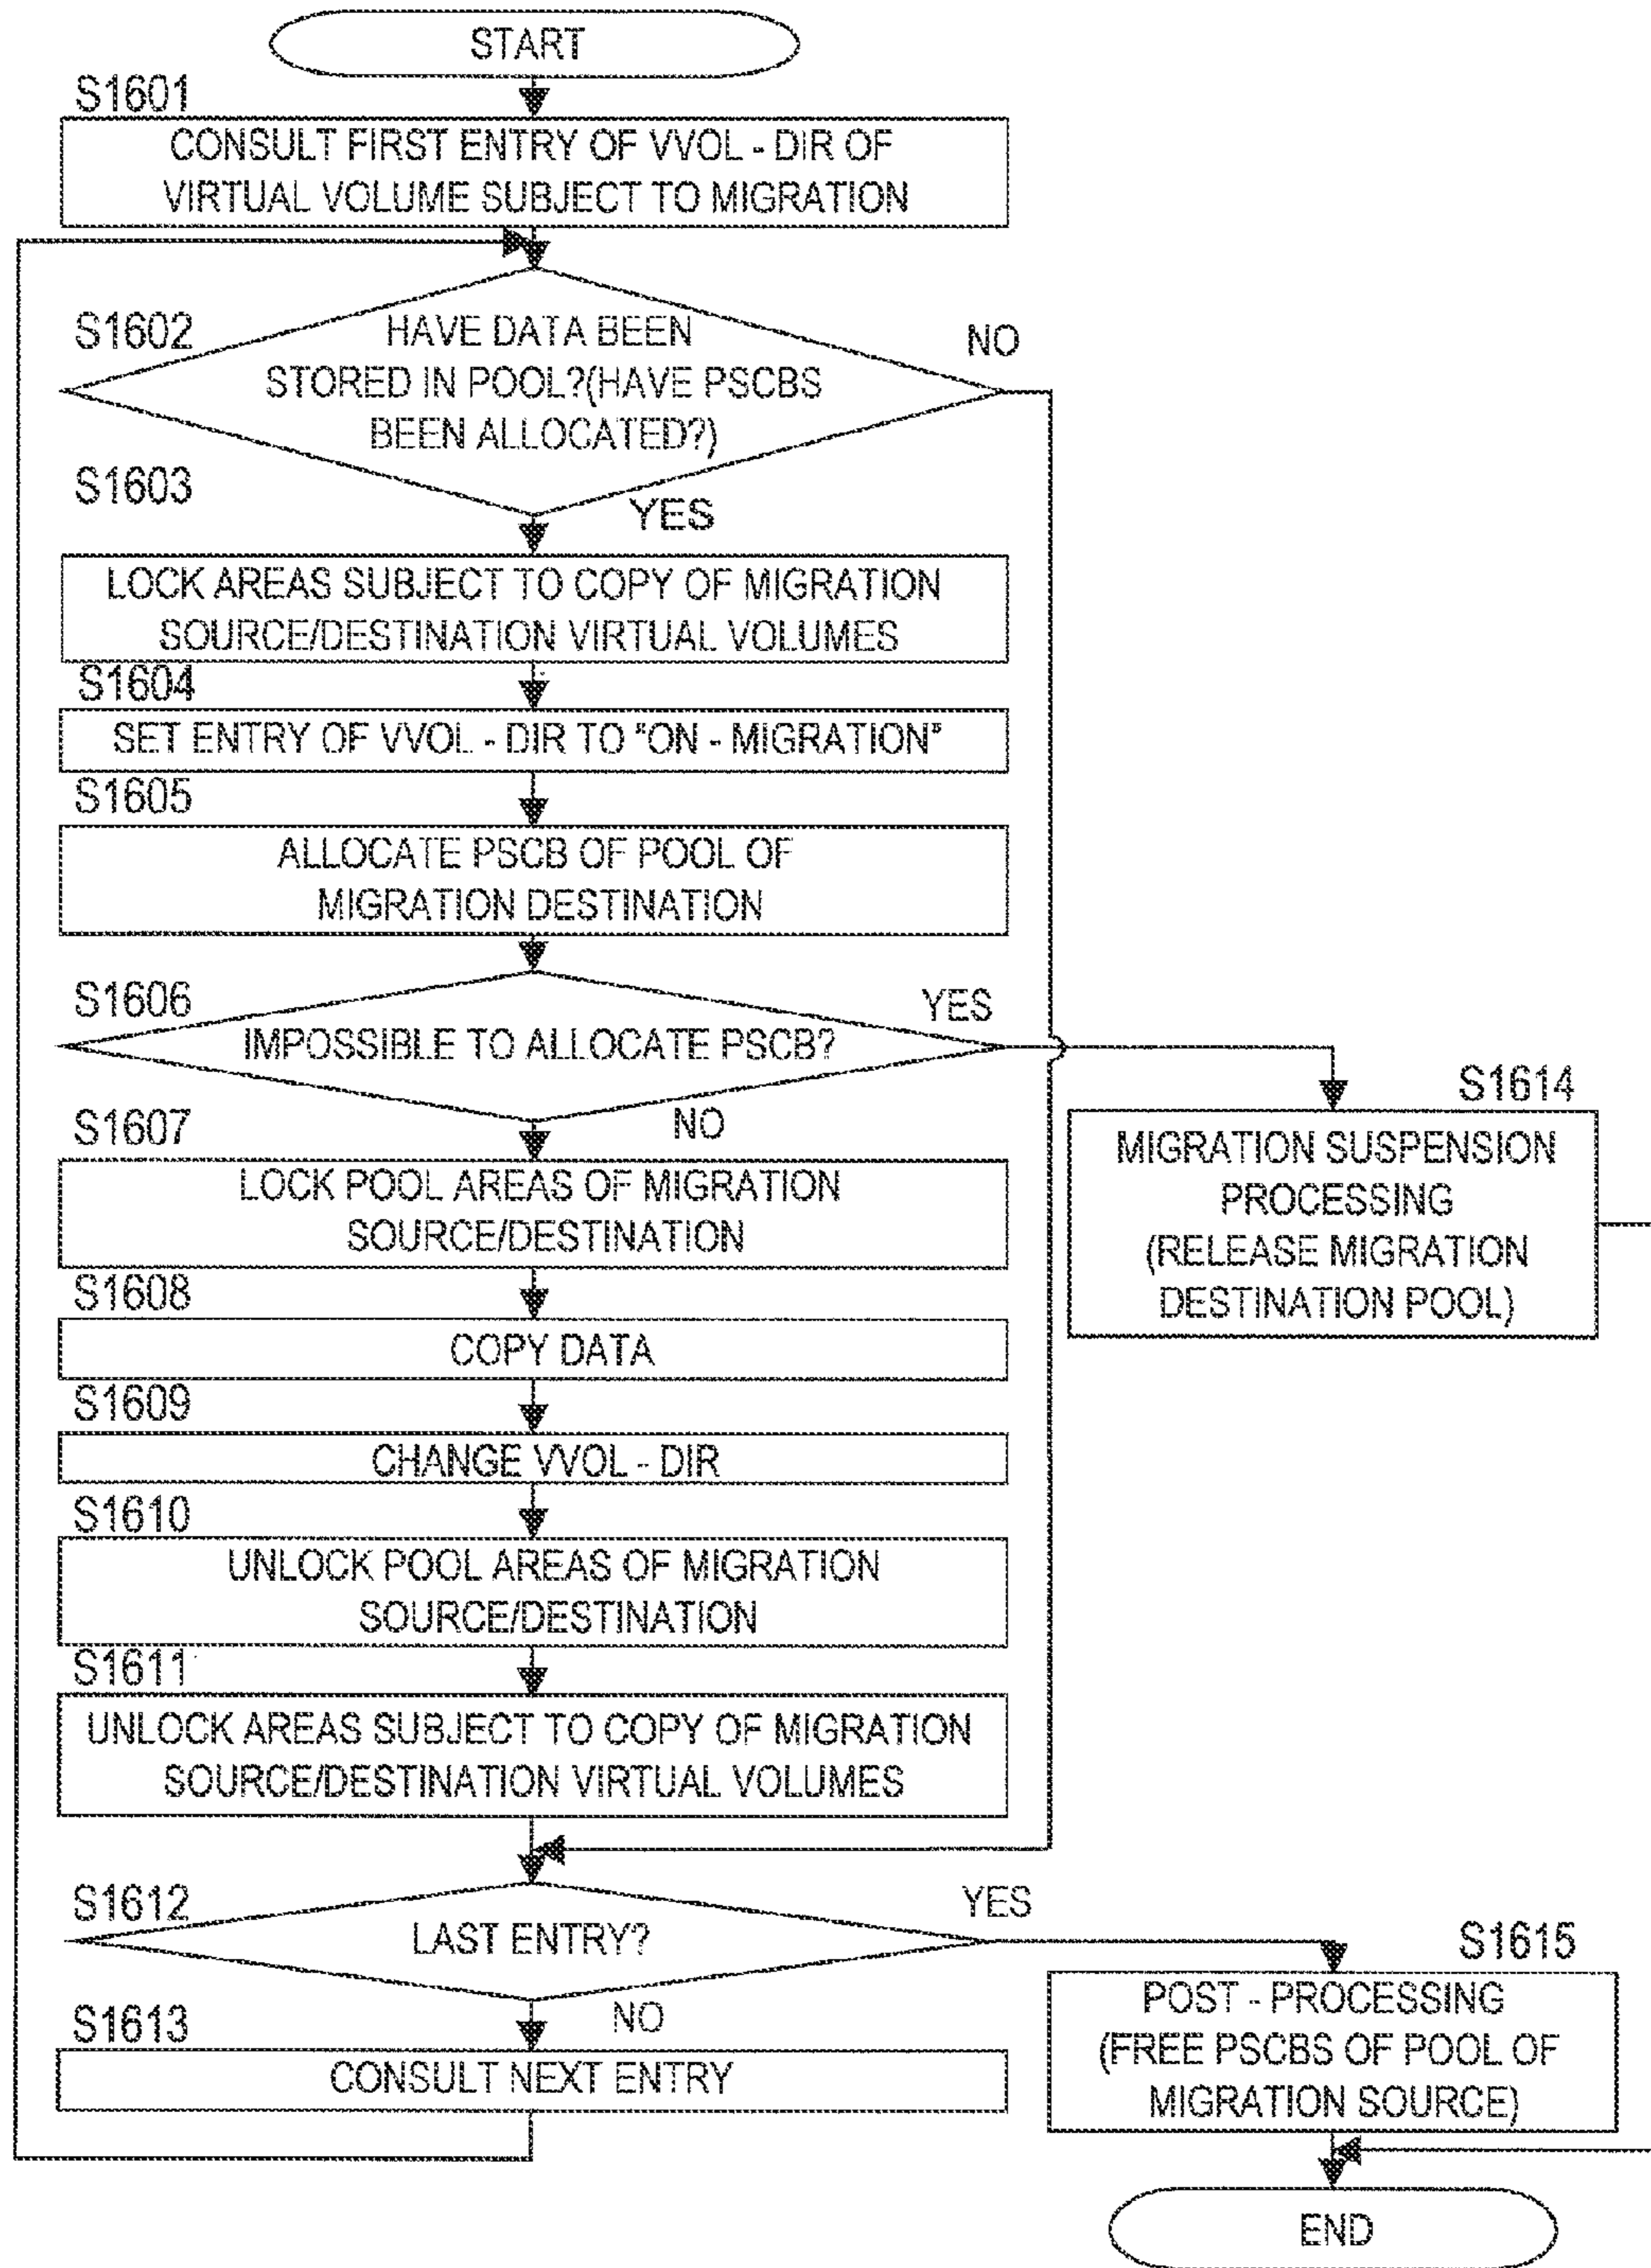 START
S1601
CONSULT FIRST ENTRY OF VVOL - DIR OF
VIRTUAL VOLUME SUBJECT TO MIGRATION
S1602
HAVE DATA BEEN
STORED IN POOL?(HAVE PSCBS
BEEN ALLOCATED?)
NO
S1603
YES
LOCK AREAS SUBJECT TO COPY OF MIGRATION
SOURCE/DESTINATION VIRTUAL VOLUMES
S1604
SET ENTRY OF VVOL - DIR TO "ON - MIGRATION"
S1605
ALLOCATE PSCB OF POOL OF
MIGRATION DESTINATION
S1606
IMPOSSIBLE TO ALLOCATE PSCB?
YES
S1607
NO
LOCK POOL AREAS OF MIGRATION
SOURCE/DESTINATION
S1614
MIGRATION SUSPENSION
PROCESSING
(RELEASE MIGRATION
DESTINATION POOL)
S1608
COPY DATA
S1609
CHANGE VVOL - DIR
S1610
UNLOCK POOL AREAS OF MIGRATION
SOURCE/DESTINATION
S1611
UNLOCK AREAS SUBJECT TO COPY OF MIGRATION
SOURCE/DESTINATION VIRTUAL VOLUMES
S1612
LAST ENTRY?
YES
S1613
NO
CONSULT NEXT ENTRY
S1615
POST - PROCESSING
(FREE PSCBS OF POOL OF
MIGRATION SOURCE)
END